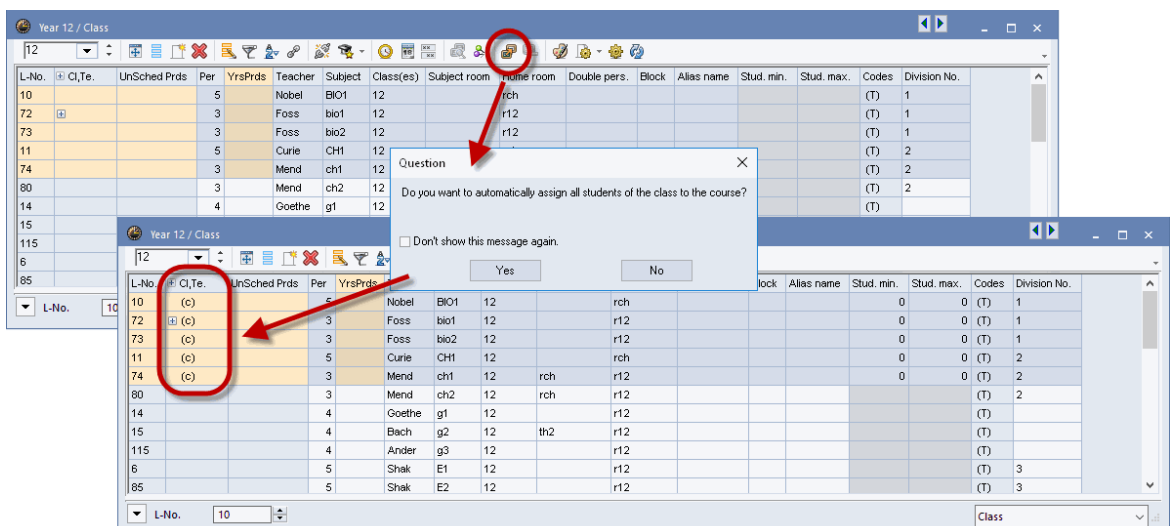 Year 12 / Class
12
L-No. Cl,Te. UnSched Prds Per YrsPrds Teacher Subject Class(es) Subject room Home room Double pers. Block Alias name Stud. min. Stud. max. Codes Division No.
10 5 Nobel BIO1 12 rch (T) 1
72 3 Foss bio1 12 r12 (T) 1
73 3 Foss bio2 12 r12 (T) 1
11 5 Curie CH1 12 (T) 2
74 3 Mend ch1 12 (T) 2
80 3 Mend ch2 12 (T) 2
14 4 Goethe g1 12 (T)
15
115
6
85
L-No. 10
Question
Do you want to automatically assign all students of the class to the course?
Don't show this message again.
Yes No
Year 12 / Class
12
L-No. Cl,Te. UnSched Prds Per YrsPrds lock Alias name Stud. min. Stud. max. Codes Division No.
10 (c) 5 Nobel BIO1 12 rch 0 0 (T) 1
72 (c) 3 Foss bio1 12 r12 0 0 (T) 1
73 (c) 3 Foss bio2 12 r12 0 0 (T) 1
11 (c) 5 Curie CH1 12 rch 0 0 (T) 2
74 (c) 3 Mend ch1 12 rch r12 0 0 (T) 2
80 3 Mend ch2 12 rch r12 (T) 2
14 4 Goethe g1 12 r12 (T)
15 4 Bach g2 12 th2 r12 (T)
115 4 Ander g3 12 r12 (T)
6 5 Shak E1 12 r12 (T) 3
85 5 Shak E2 12 r12 (T) 3
L-No. 10 Class